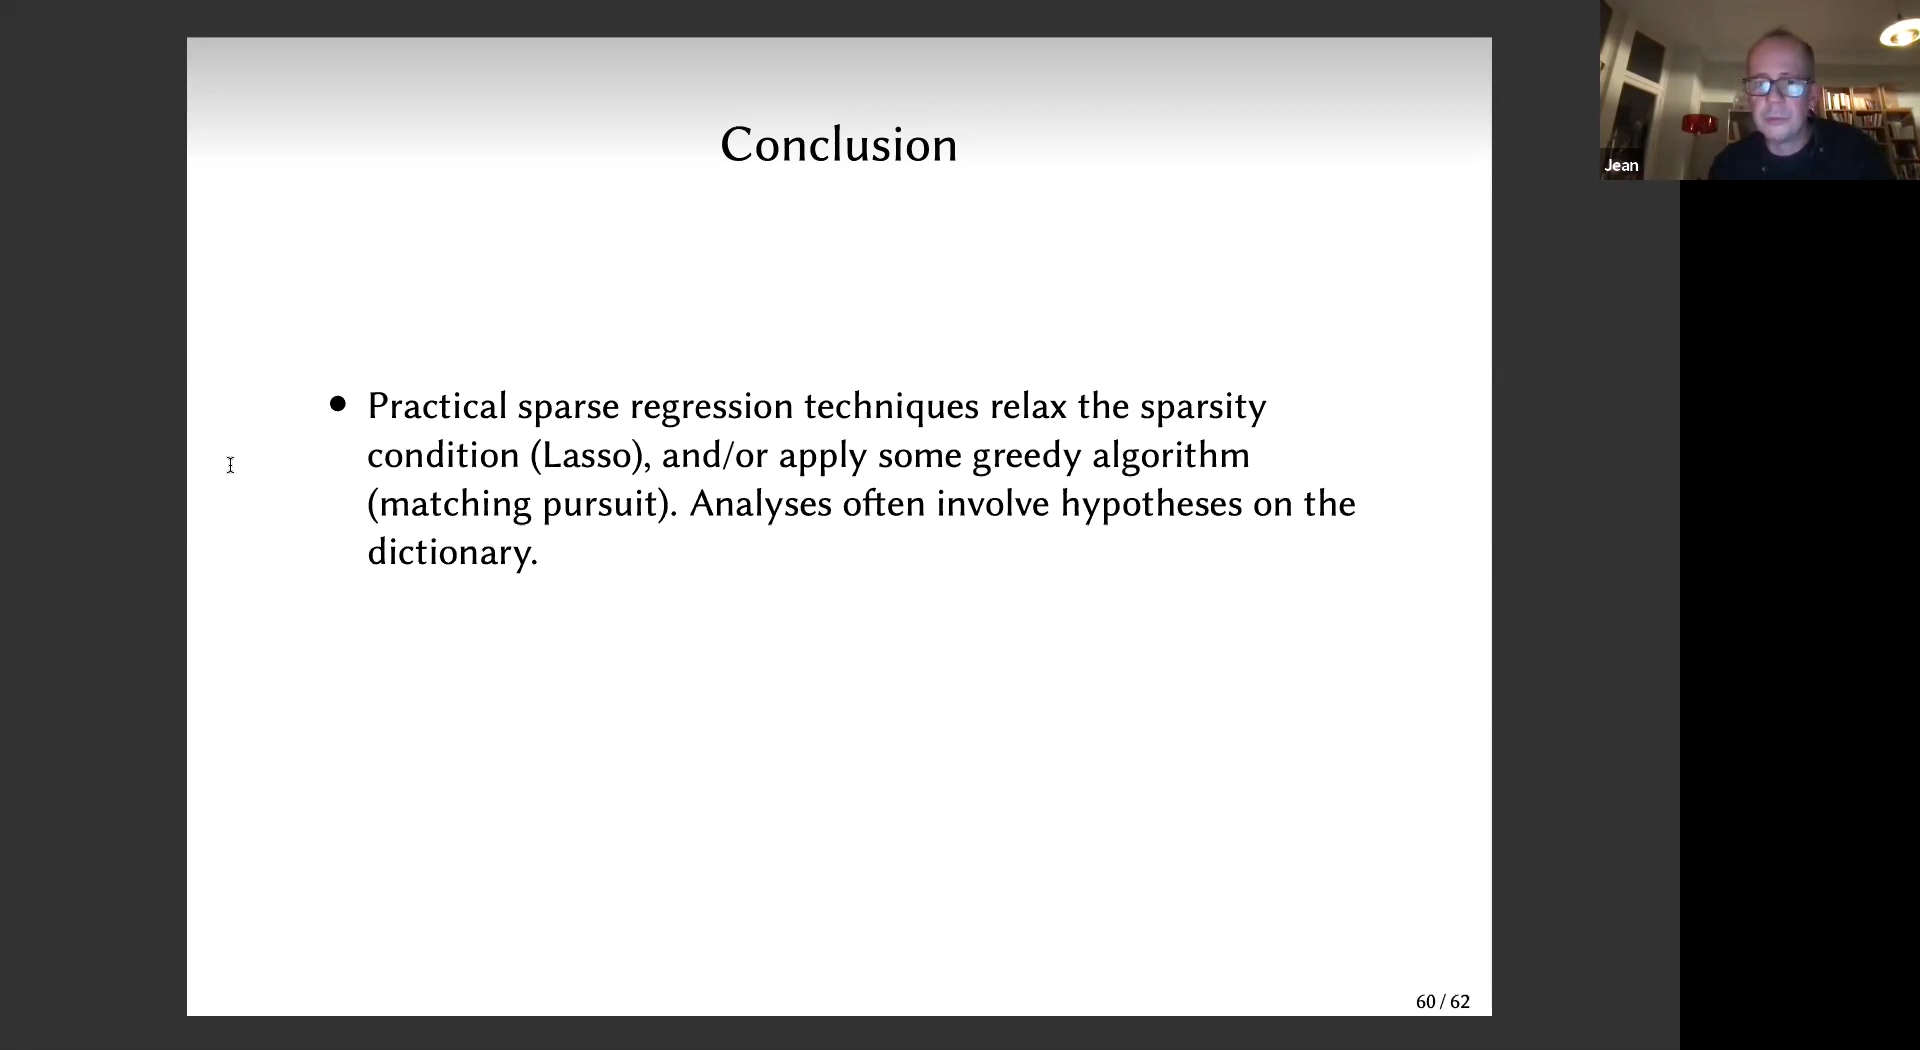 Conclusion
● Practical sparse regression techniques relax the sparsity
condition (Lasso), and/or apply some greedy algorithm
(matching pursuit). Analyses often involve hypotheses on the
dictionary.
60 / 62
Jean